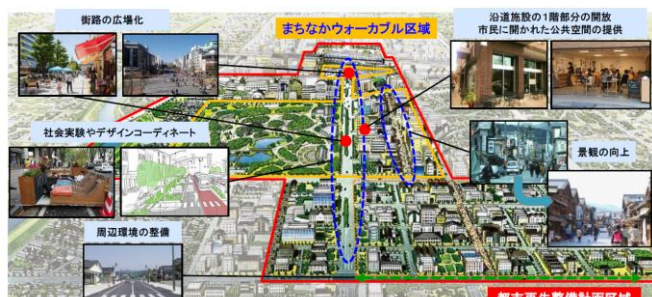 街路の広場化
まちなかウォーカブル区域
沿道施設の1階部分の開放
市民に開かれた公共空間の提供
社会実験やデザインコーディネート
景観の向上
周辺環境の整備
都市再生整備計画区域